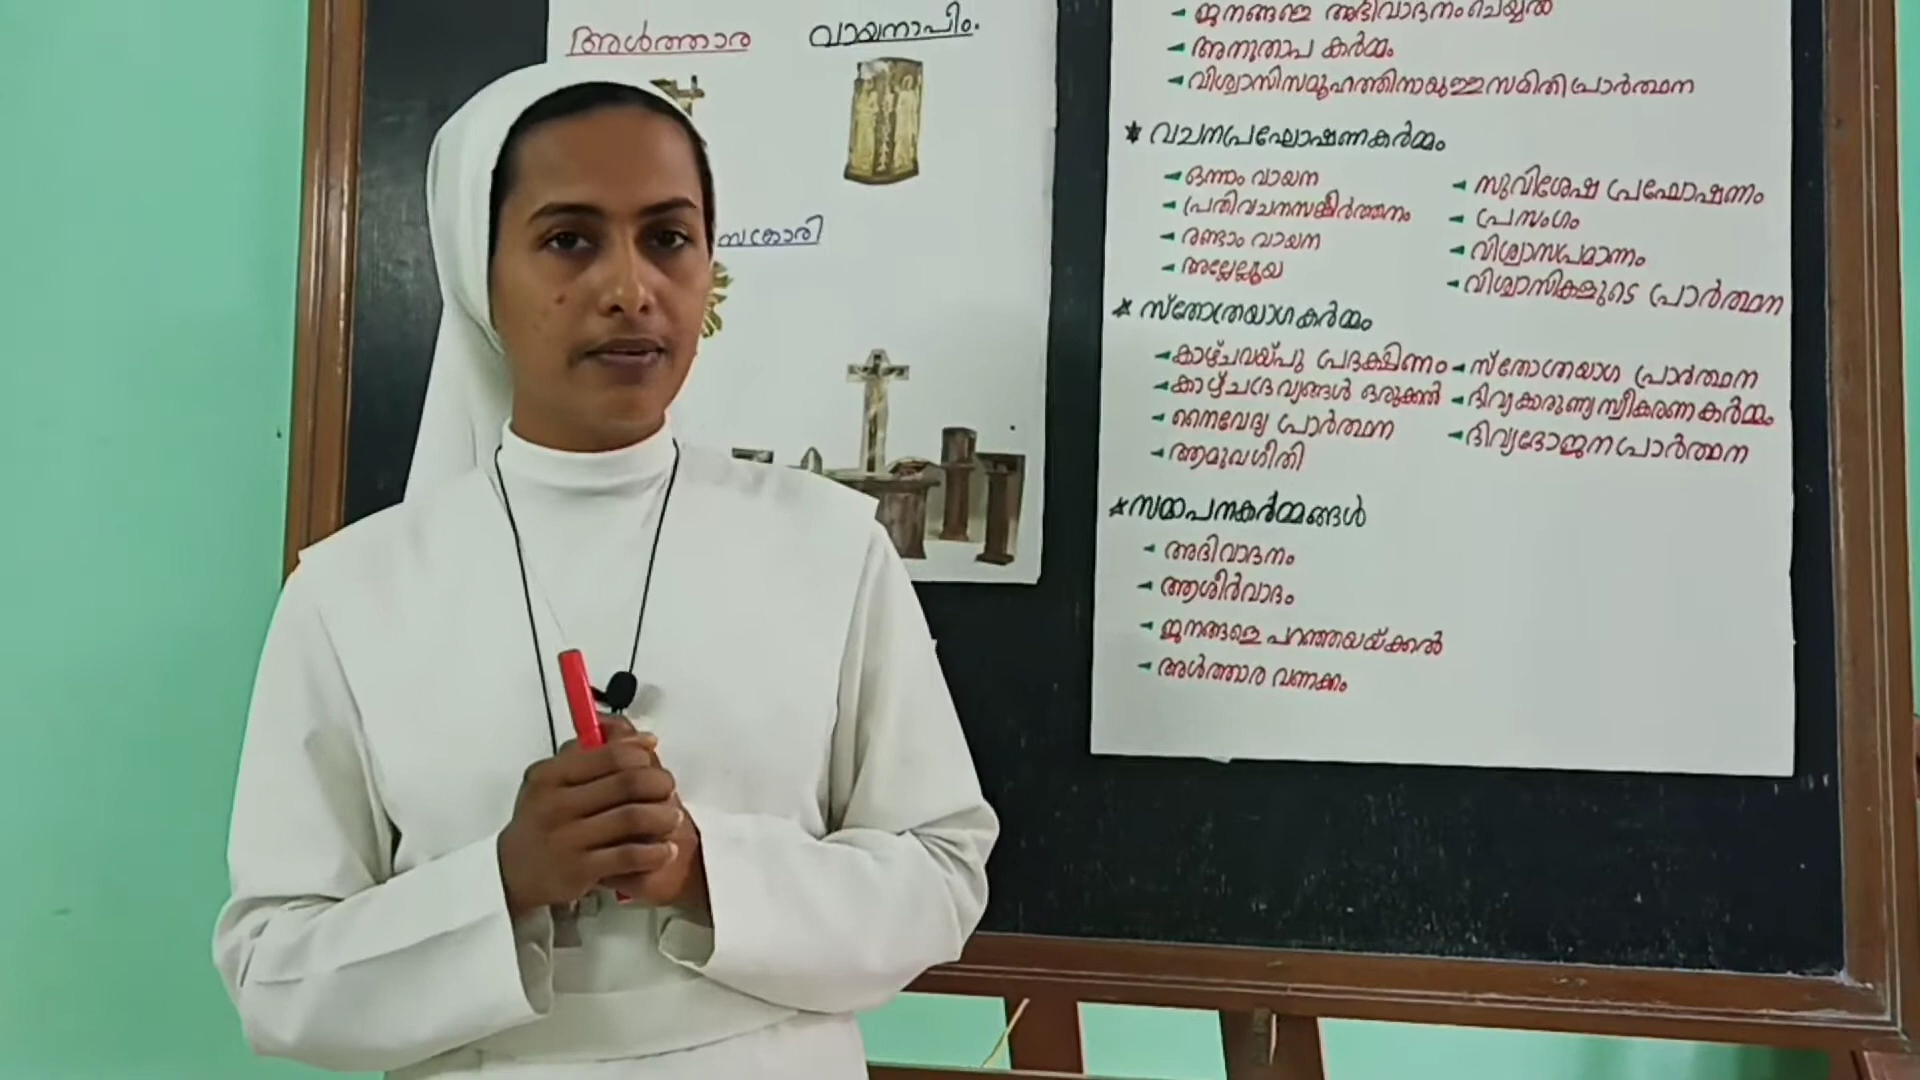 അൾത്താര
വായനാപീഠം.
സക്രാരി
ജനങ്ങളെ അഭിവാദനം ചെയ്യൽ
അനുതാപ കർമ്മം
വിശ്വാസിസമൂഹത്തിനായുള്ള സമിതി പ്രാർത്ഥന
വചനപ്രഘോഷണകർമ്മം
ഒന്നാം വായന
പ്രതിവചനസങ്കീർത്തനം
രണ്ടാം വായന
അല്ലേല്ലൂയ
സുവിശേഷ പ്രഘോഷണം
പ്രസംഗം
വിശ്വാസപ്രമാണം
വിശ്വാസികളുടെ പ്രാർത്ഥന
സ്തോത്രയാഗകർമ്മം
കാഴ്ചവയ്പു പ്രദക്ഷിണം
കാഴ്ചദ്രവ്യങ്ങൾ ഒരുക്കൽ
നൈവേദ്യ പ്രാർത്ഥന
ആമുഖഗീതി
സ്തോത്രയാഗ പ്രാർത്ഥന
ദിവ്യകാരുണ്യസ്വീകരണകർമ്മം
ദിവ്യഭോജനപ്രാർത്ഥന
സമാപനകർമ്മങ്ങൾ
അഭിവാദനം
ആശീർവാദം
ജനങ്ങളെ പറഞ്ഞയയ്ക്കൽ
അൾത്താര വണക്കം